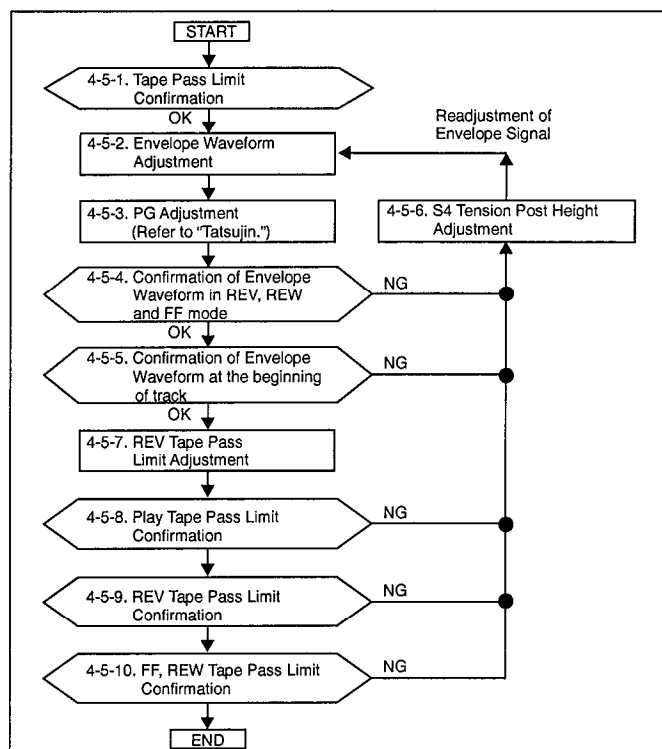 START
4-5-1. Tape Pass Limit
Confirmation
OK
Readjustment of
Envelope Signal
4-5-2. Envelope Waveform
Adjustment
4-5-3. PG Adjustment
(Refer to "Tatsujin.")
4-5-6. S4 Tension Post Height
Adjustment
4-5-4. Confirmation of Envelope
Waveform in REV, REW
and FF mode
NG
OK
4-5-5. Confirmation of Envelope
Waveform at the beginning
of track
NG
OK
4-5-7. REV Tape Pass
Limit Adjustment
4-5-8. Play Tape Pass Limit
Confirmation
NG
4-5-9. REV Tape Pass Limit
Confirmation
NG
4-5-10. FF, REW Tape Pass Limit
Confirmation
NG
END